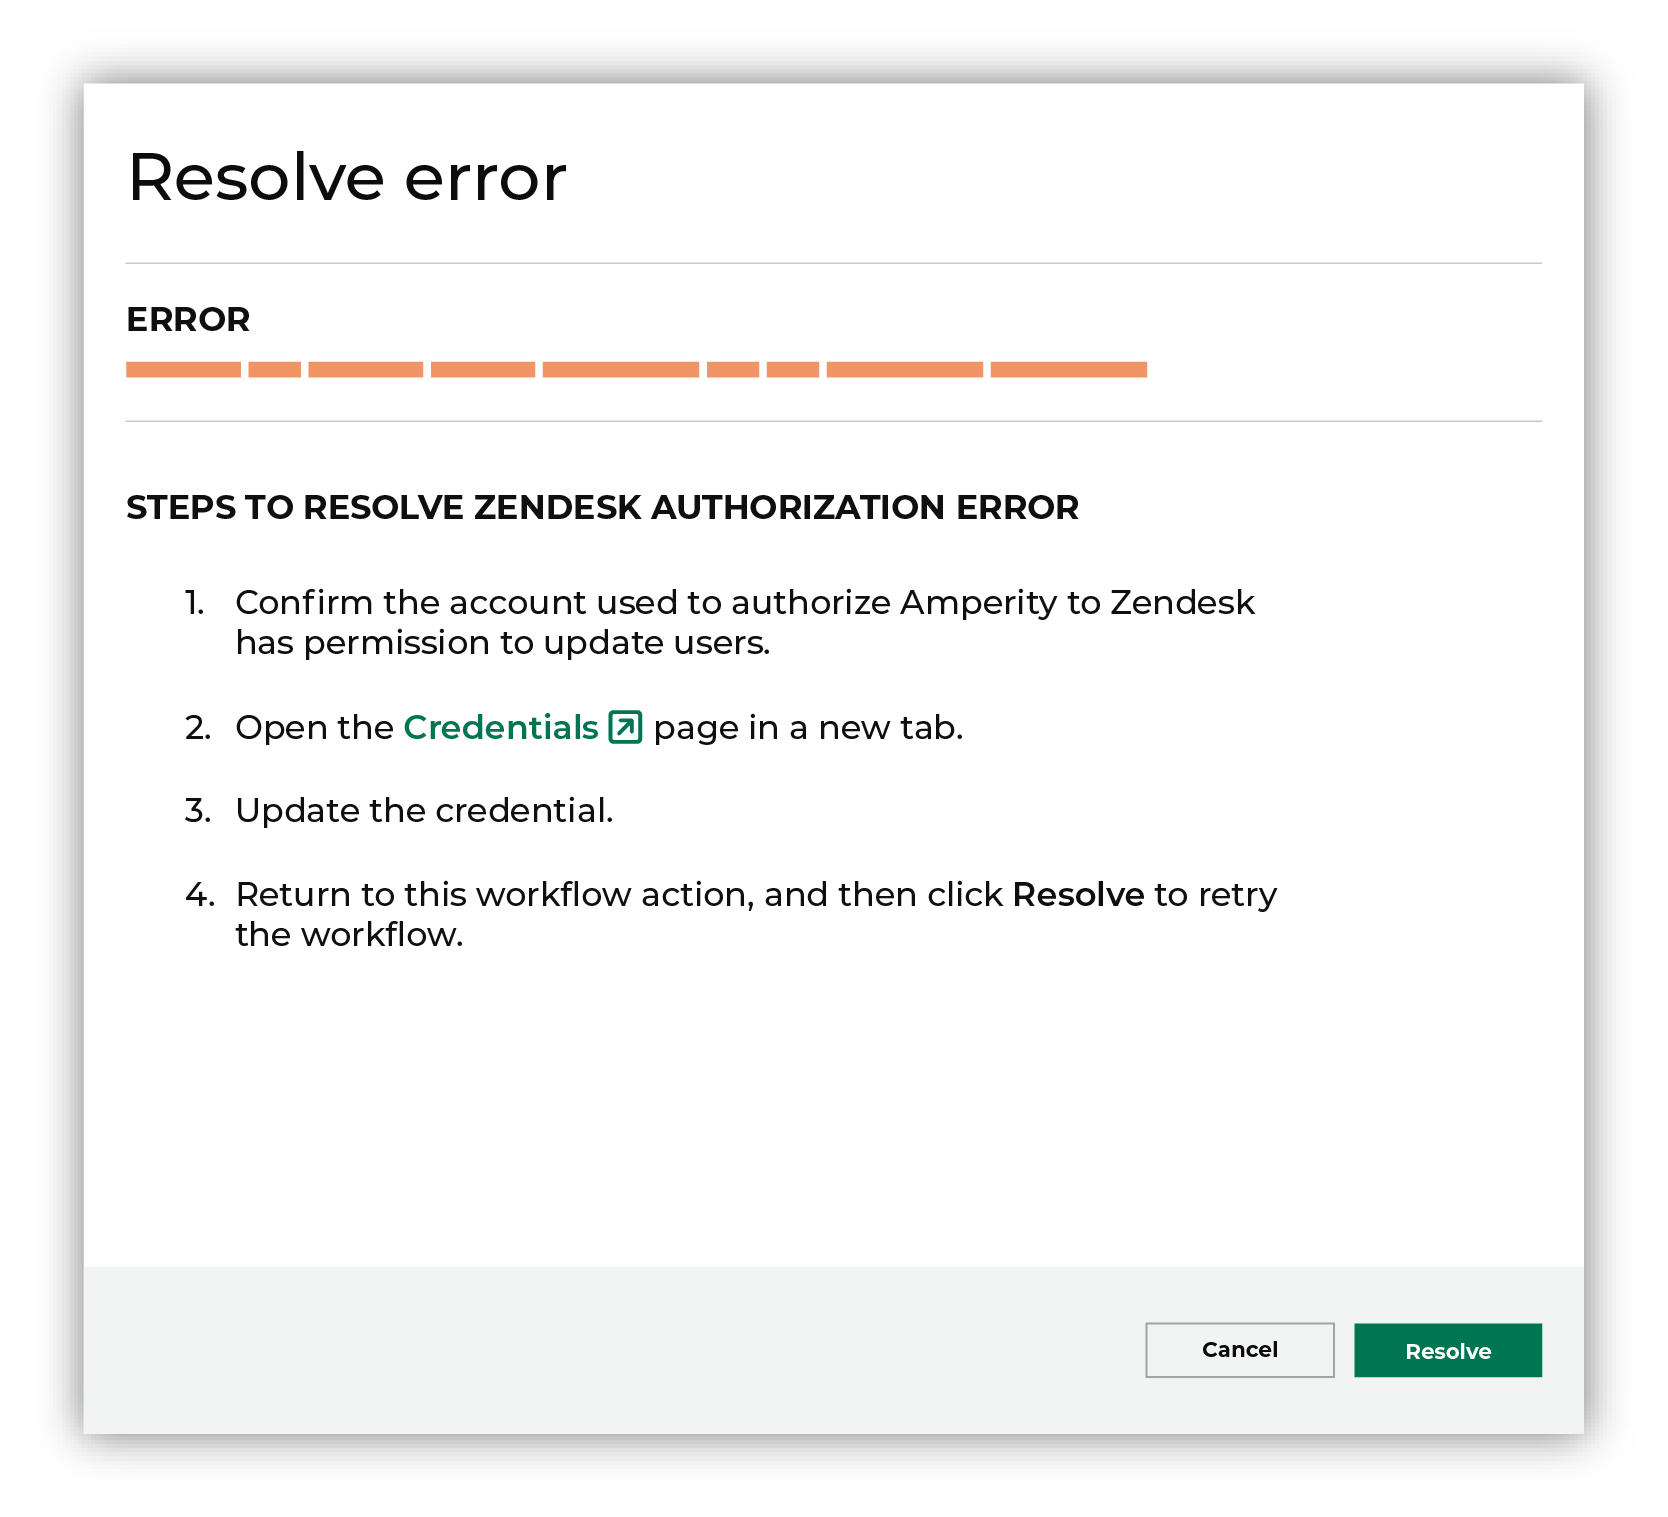 Resolve error
ERROR
STEPS TO RESOLVE ZENDESK AUTHORIZATION ERROR
1. Confirm the account used to authorize Amperity to Zendesk
has permission to update users.
2. Open the Credentials page in a new tab.
3. Update the credential.
4. Return to this workflow action, and then click Resolve to retry
the workflow.
Cancel
Resolve